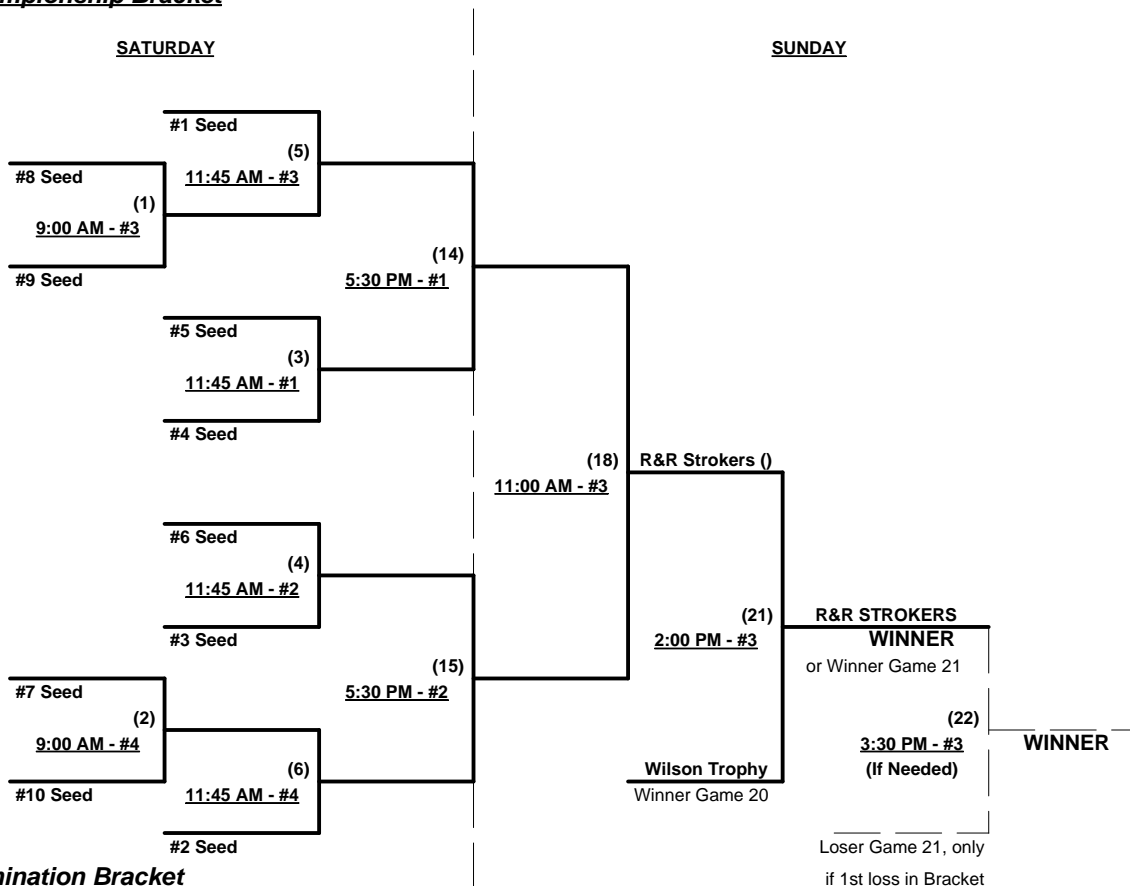 mpionship Bracket
SATURDAY
SUNDAY
#1 Seed
(5)
#8 Seed
11:45 AM - #3
(1)
9:00 AM - #3
(14)
#9 Seed
5:30 PM - #1
#5 Seed
(3)
11:45 AM - #1
#4 Seed
(18)
R&R Strokers ()
11:00 AM - #3
#6 Seed
(4)
11:45 AM - #2
(21)
R&R STROKERS
#3 Seed
2:00 PM - #3
WINNER
(15)
or Winner Game 21
#7 Seed
5:30 PM - #2
(2)
(22)
9:00 AM - #4
3:30 PM - #3
WINNER
(6)
Wilson Trophy
(If Needed)
#10 Seed
11:45 AM - #4
Winner Game 20
#2 Seed
Loser Game 21, only
mination Bracket
if 1st loss in Bracket